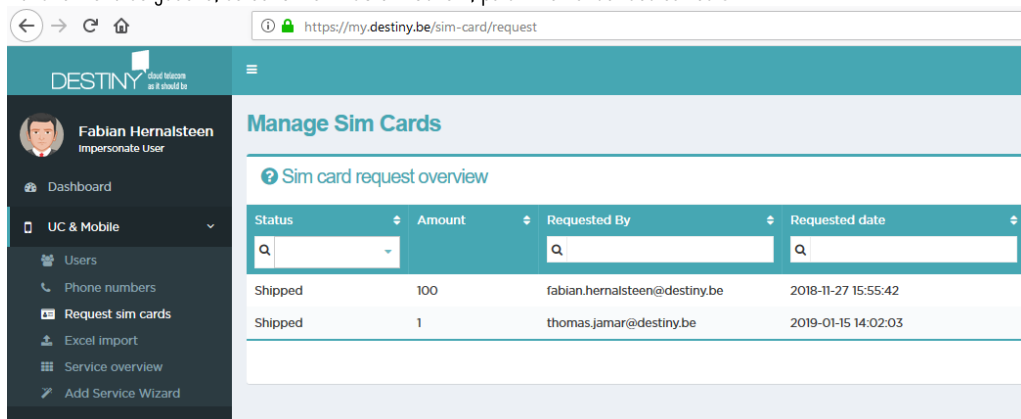 https://my.destiny.be/sim-card/request
DESTINY cloud telecom
as it should be
Fabian Hernalsteen
Impersonate User
Dashboard
UC & Mobile
Users
Phone numbers
Request sim cards
Excel import
Service overview
Add Service Wizard
Manage Sim Cards
Sim card request overview
Status Amount Requested By Requested date
Shipped 100 fabian.hernalsteen@destiny.be 2018-11-27 15:55:42
Shipped 1 thomas.jamar@destiny.be 2019-01-15 14:02:03